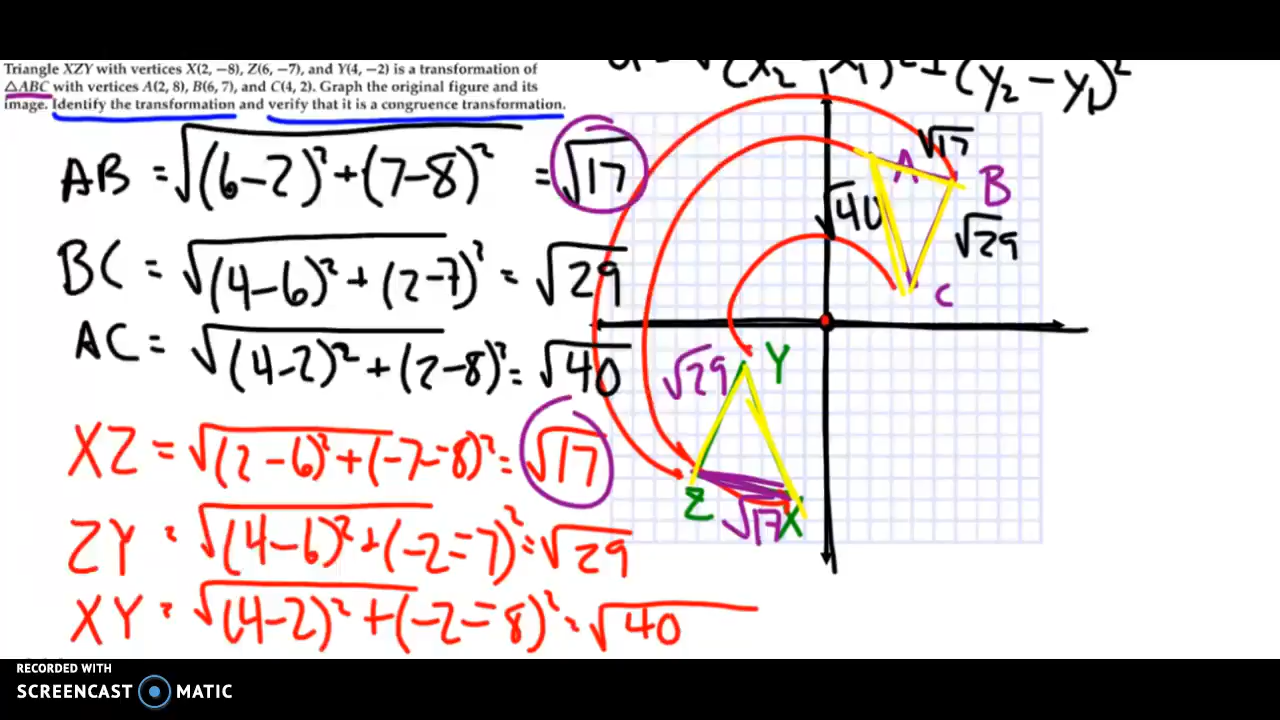 Triangle XZY with vertices X(2, −8), Z(6, −7), and Y(4, −2) is a transformation of
△ABC with vertices A(2, 8), B(6, 7), and C(4, 2). Graph the original figure and its
image. Identify the transformation and verify that it is a congruence transformation.
(x₂ − x₁)² + (y₂ − y₁)²
AB = √(6−2)² + (7−8)² = √17
BC = √(4−6)² + (2−7)² = √29
AC = √(4−2)² + (2−8)² = √40
XZ = √(2−6)² + (−7−−8)² = √17
ZY = √(4−6)² + (−2−−7)² = √29
XY = √(4−2)² + (−2−−8)² = √40
√17
A
B
√40
√29
C
√29
Y
Z
√17
X
RECORDED WITH
SCREENCAST MATIC